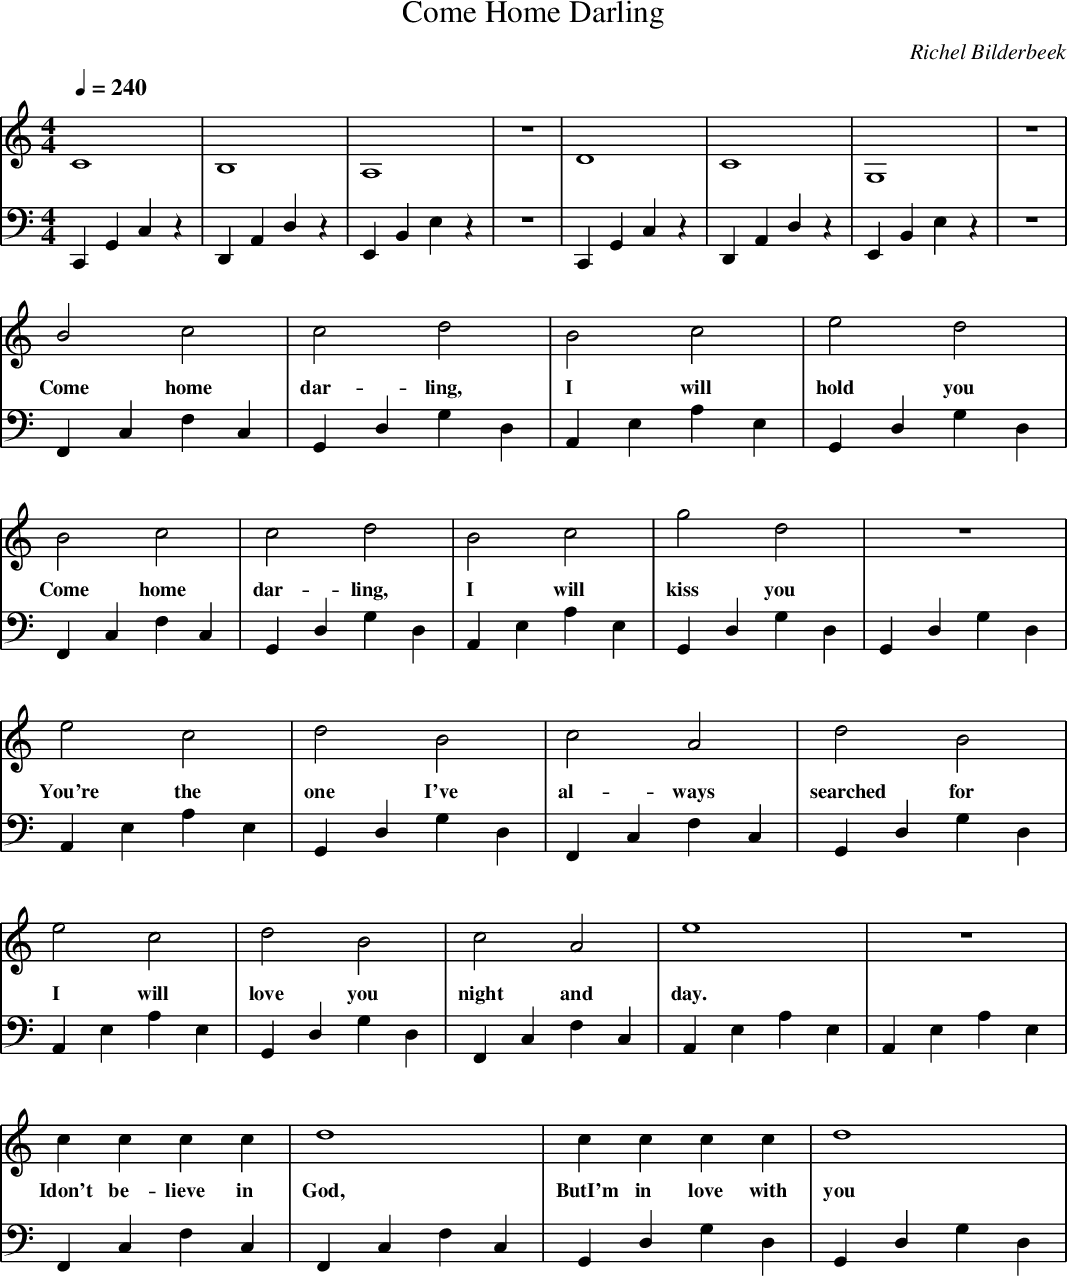 Come Home Darling
Richel Bilderbeek
= 240
4 4
4 4
Come home dar - ling, I will hold you
Come home dar - ling, I will kiss you
You're the one I've al - ways searched for
I will love you night and day.
Idon't be - lieve in God, ButI'm in love with you